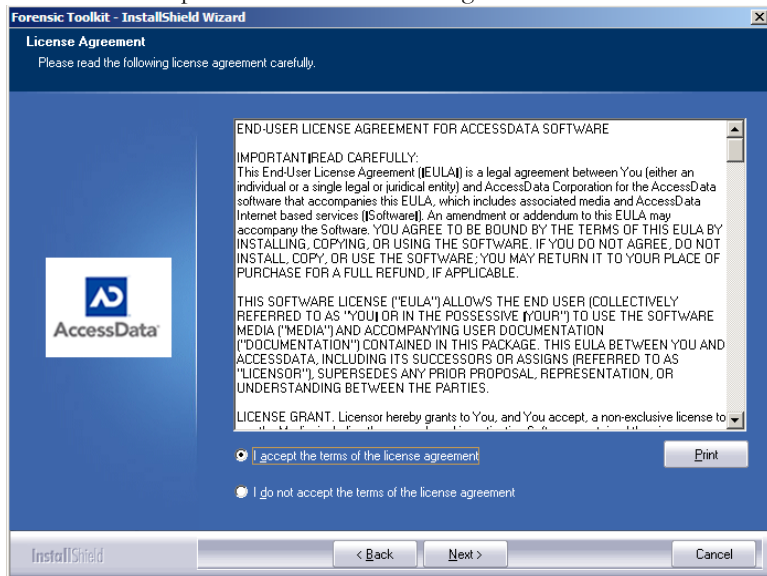 Forensic Toolkit - InstallShield Wizard
License Agreement
Please read the following license agreement carefully.
END-USER LICENSE AGREEMENT FOR ACCESSDATA SOFTWARE
IMPORTANT|READ CAREFULLY:
This End-User License Agreement (|EULA|) is a legal agreement between You (either an
individual or a single legal or juridical entity) and AccessData Corporation for the AccessData
software that accompanies this EULA, which includes associated media and AccessData
Internet based services (|Software|). An amendment or addendum to this EULA may
accompany the Software. YOU AGREE TO BE BOUND BY THE TERMS OF THIS EULA BY
INSTALLING, COPYING, OR USING THE SOFTWARE. IF YOU DO NOT AGREE, DO NOT
INSTALL, COPY, OR USE THE SOFTWARE; YOU MAY RETURN IT TO YOUR PLACE OF
PURCHASE FOR A FULL REFUND, IF APPLICABLE.
THIS SOFTWARE LICENSE ("EULA") ALLOWS THE END USER (COLLECTIVELY
REFERRED TO AS "YOU| OR IN THE POSSESSIVE |YOUR") TO USE THE SOFTWARE
MEDIA ("MEDIA") AND ACCOMPANYING USER DOCUMENTATION
("DOCUMENTATION") CONTAINED IN THIS PACKAGE. THIS EULA BETWEEN YOU AND
ACCESSDATA, INCLUDING ITS SUCCESSORS OR ASSIGNS (REFERRED TO AS
"LICENSOR"), SUPERSEDES ANY PRIOR PROPOSAL, REPRESENTATION, OR
UNDERSTANDING BETWEEN THE PARTIES.
LICENSE GRANT. Licensor hereby grants to You, and You accept, a non-exclusive license to
AccessData
I accept the terms of the license agreement
Print
I do not accept the terms of the license agreement
InstallShield
< Back
Next >
Cancel